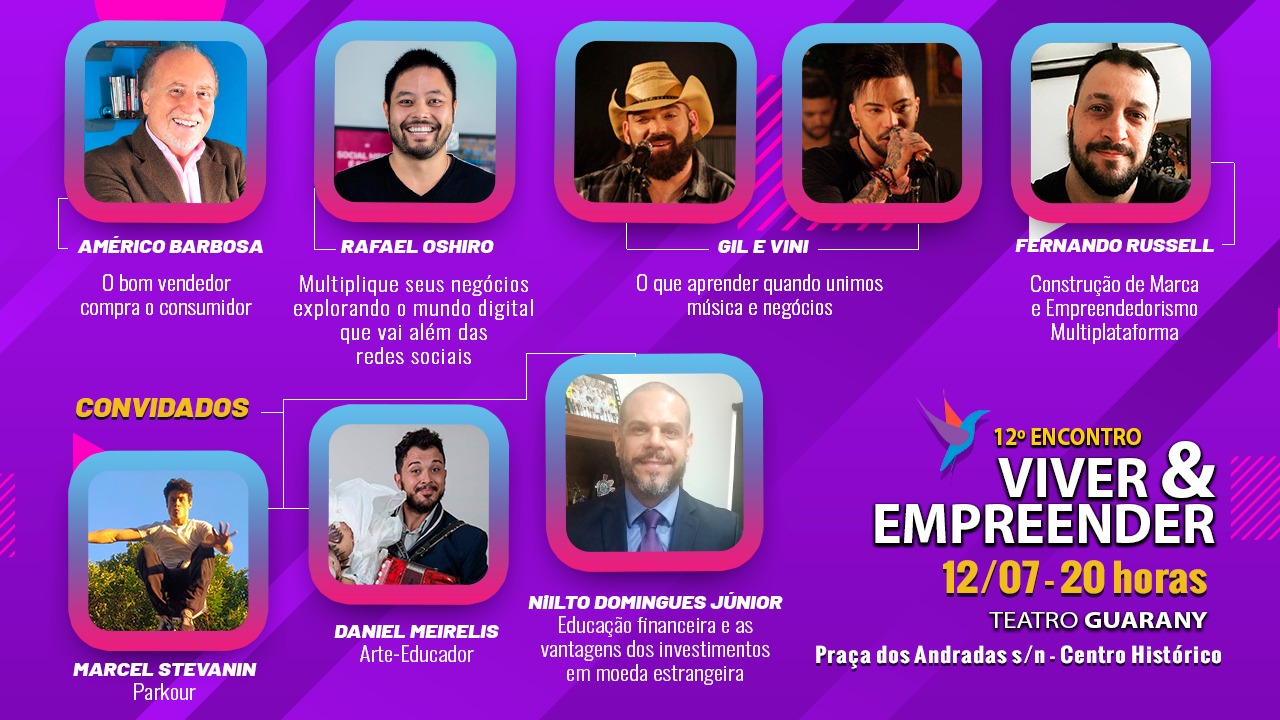 SOCIAL
AMÉRICO BARBOSA
O bom vendedor
compra o consumidor
RAFAEL OSHIRO
Multiplique seus negócios
explorando o mundo digital
que vai além das
redes sociais
GIL E VINI
O que aprender quando unimos
música e negócios
FERNANDO RUSSELL
Construção de Marca
e Empreendedorismo
Multiplataforma
CONVIDADOS
MARCEL STEVANIN
Parkour
DANIEL MEIRELIS
Arte-Educador
NiILTO DOMINGUES JÚNIOR
Educação financeira e as
vantagens dos investimentos
em moeda estrangeira
12º ENCONTRO
VIVER &
EMPREENDER
12/07 - 20 horas
TEATRO GUARANY
Praça dos Andradas s/n - Centro Histórico